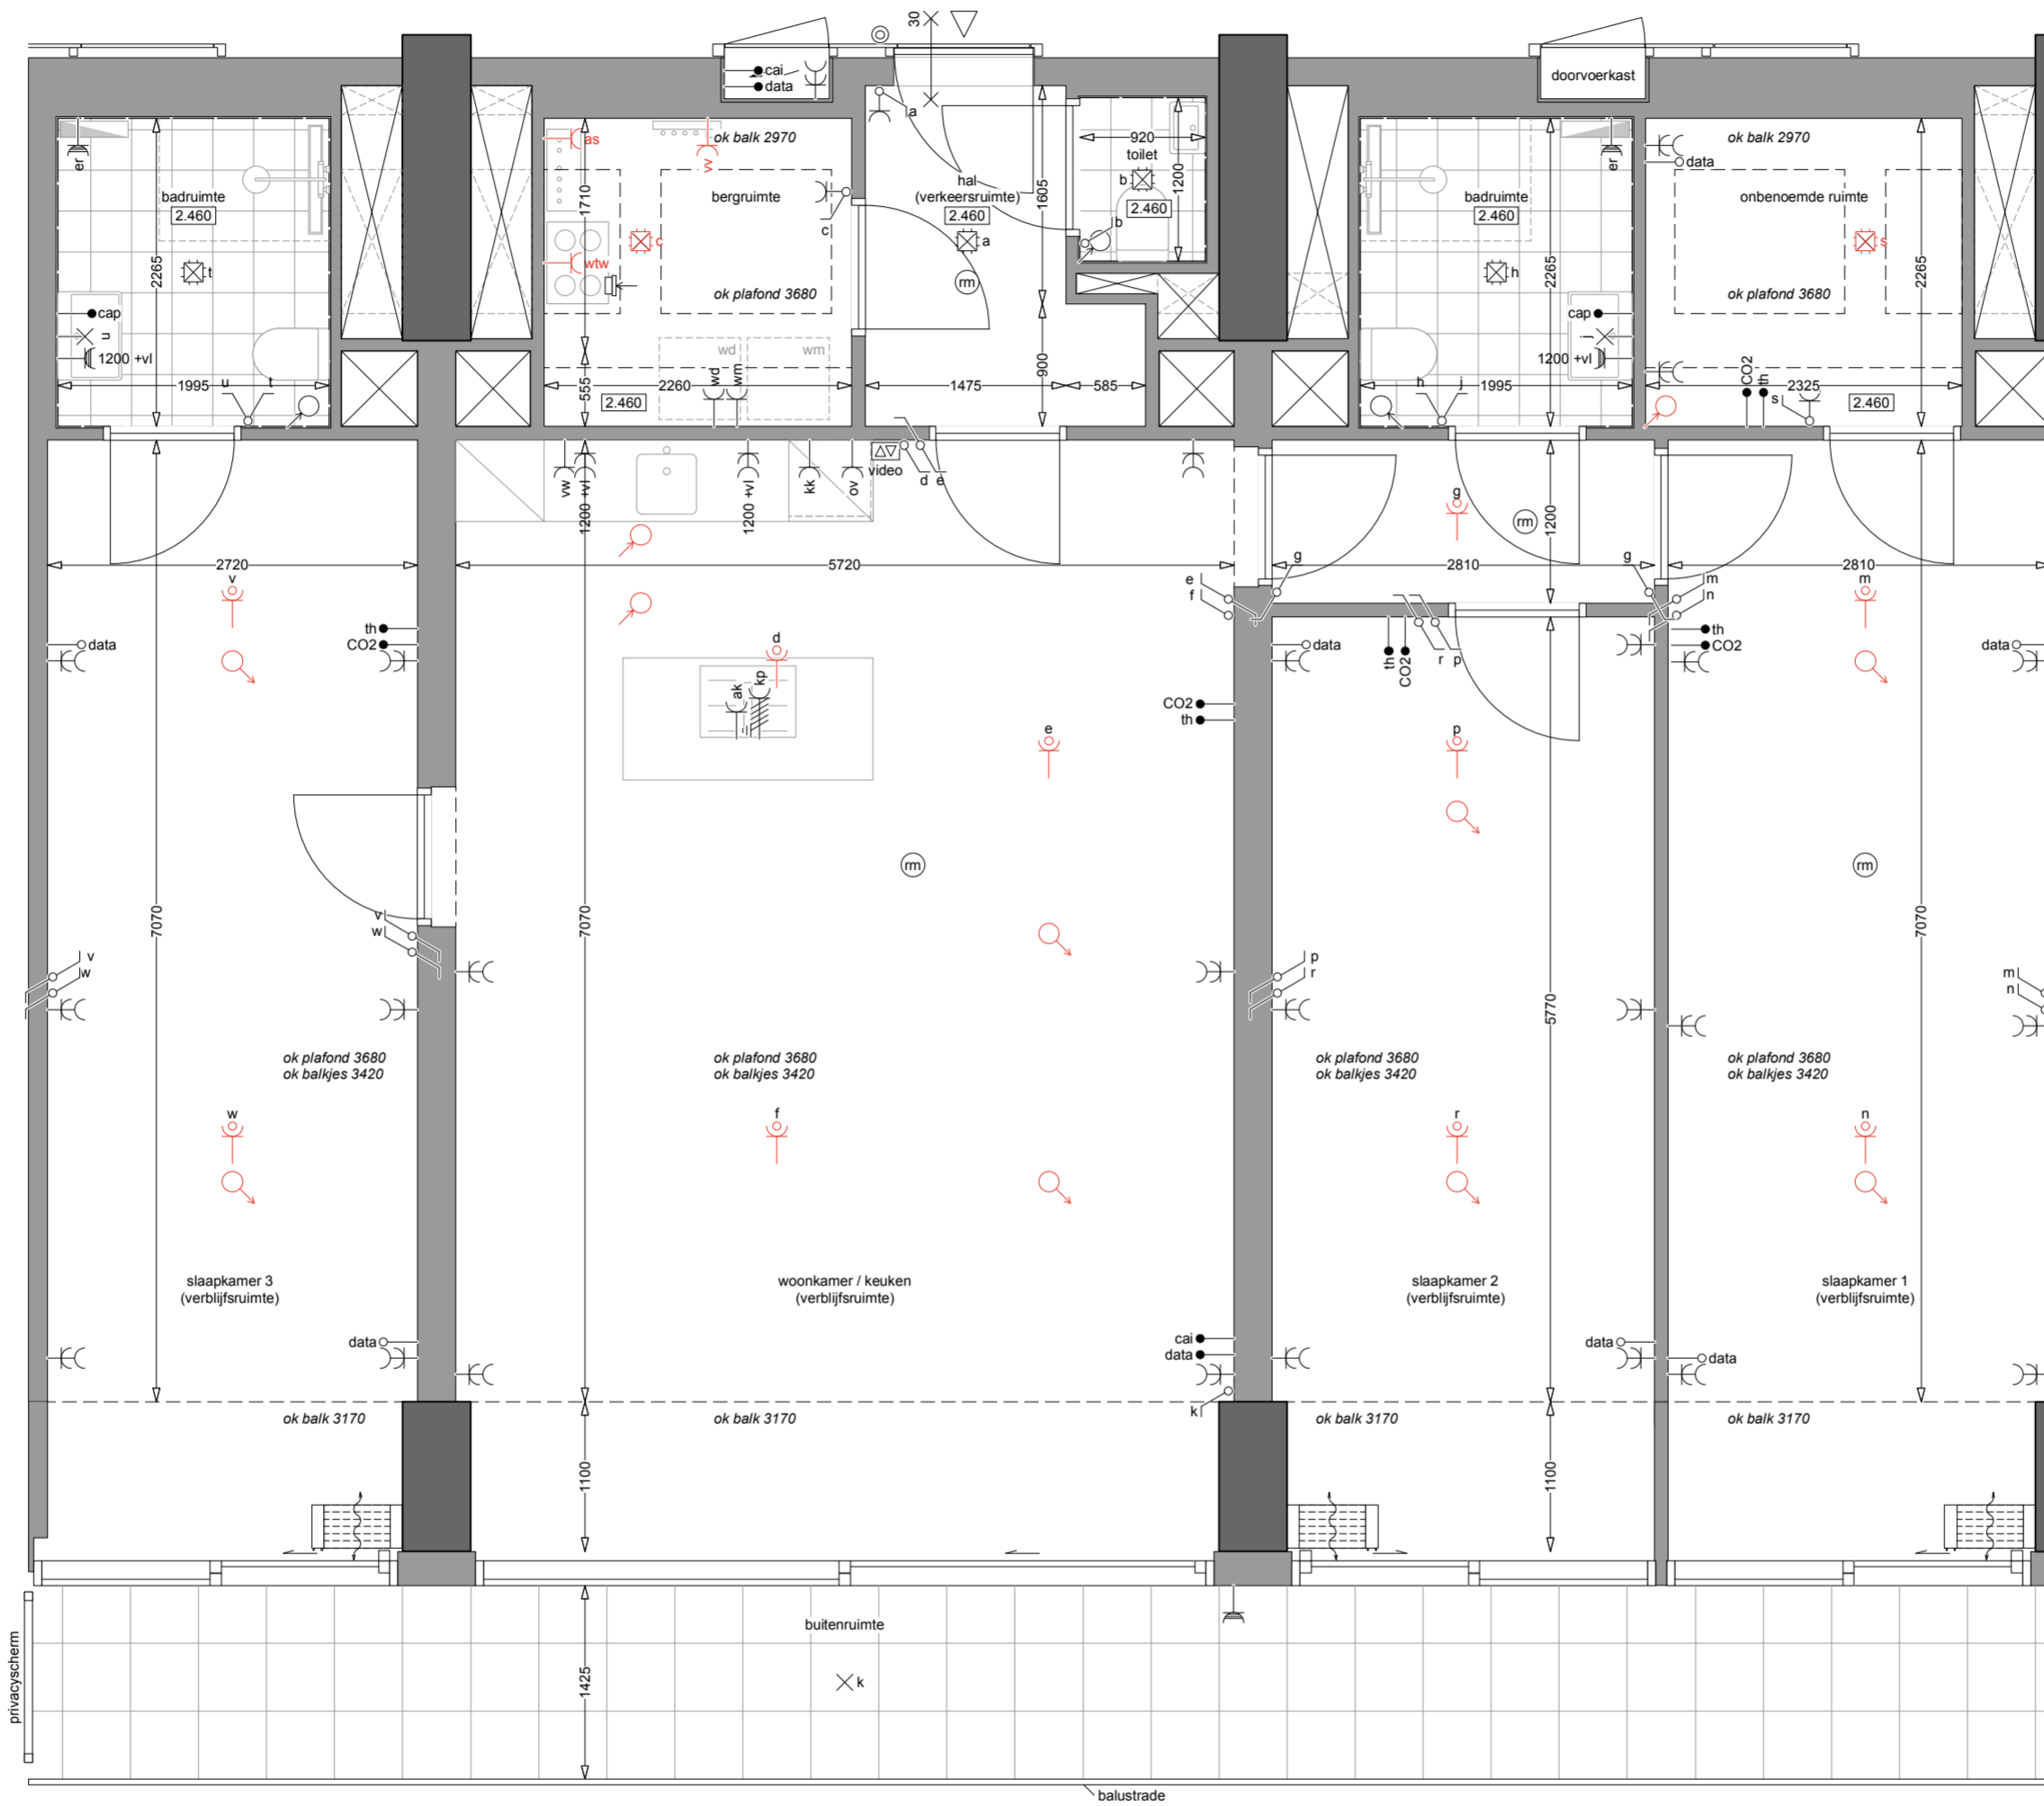 30
cai
data
a
doorvoerkast
er
badruimte
2.460
t
2265
cap
u
1200 +vl
1995
u
t
as
vv
ok balk 2970
1710
bergruimte
c
c
wtw
ok plafond 3680
wd
wm
555
2260
wd
wm
2.460
hal
(verkeersruimte)
2.460
a
rm
1605
900
1475
585
920
toilet
b
1200
2.460
b
badruimte
2.460
er
h
2265
cap
j
1200 +vl
1995
h
j
ok balk 2970
data
onbenoemde ruimte
s
ok plafond 3680
2265
CO2
th
2325
s
2.460
vw
1200 +vl
1200 +vl
kk
ov
video
d
e
2720
5720
g
rm
1200
g
g
2810
2810
v
e
f
m
n
m
th
CO2
data
data
th
CO2
r
p
th
CO2
data
d
ak
kp
CO2
th
e
p
rm
rm
7070
7070
5770
7070
v
w
v
w
p
r
m
n
ok plafond 3680
ok balkjes 3420
ok plafond 3680
ok balkjes 3420
ok plafond 3680
ok balkjes 3420
ok plafond 3680
ok balkjes 3420
w
f
r
n
slaapkamer 3
(verblijfsruimte)
woonkamer / keuken
(verblijfsruimte)
slaapkamer 2
(verblijfsruimte)
slaapkamer 1
(verblijfsruimte)
data
cai
data
k
data
data
ok balk 3170
ok balk 3170
ok balk 3170
ok balk 3170
1100
1100
privacyscherm
buitenruimte
1425
k
balustrade